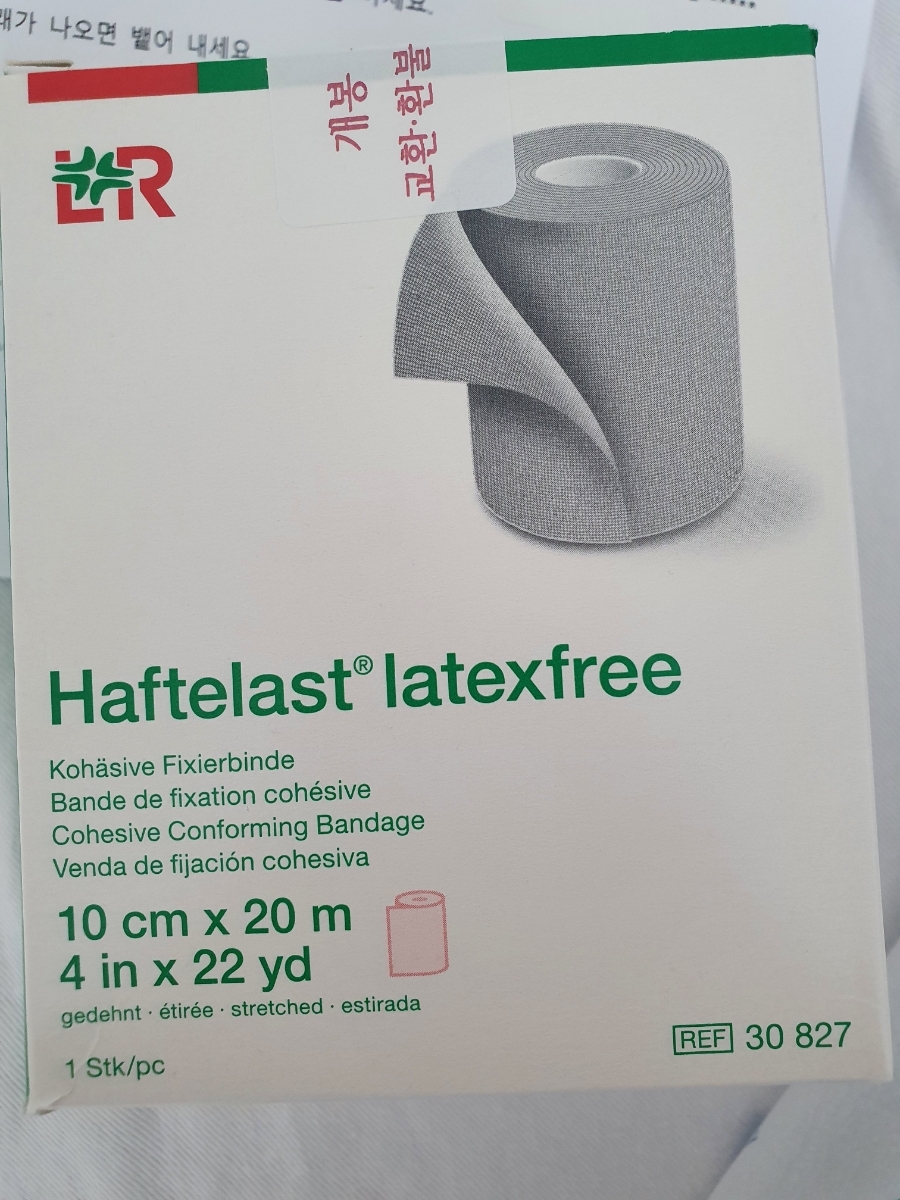 래가 나오면 뱉어 내세요
개봉
교환·환불
L&R
Haftelast® latexfree
Kohäsive Fixierbinde
Bande de fixation cohésive
Cohesive Conforming Bandage
Venda de fijación cohesiva
10 cm x 20 m
4 in x 22 yd
gedehnt · étirée · stretched · estirada
1 Stk/pc
REF 30 827